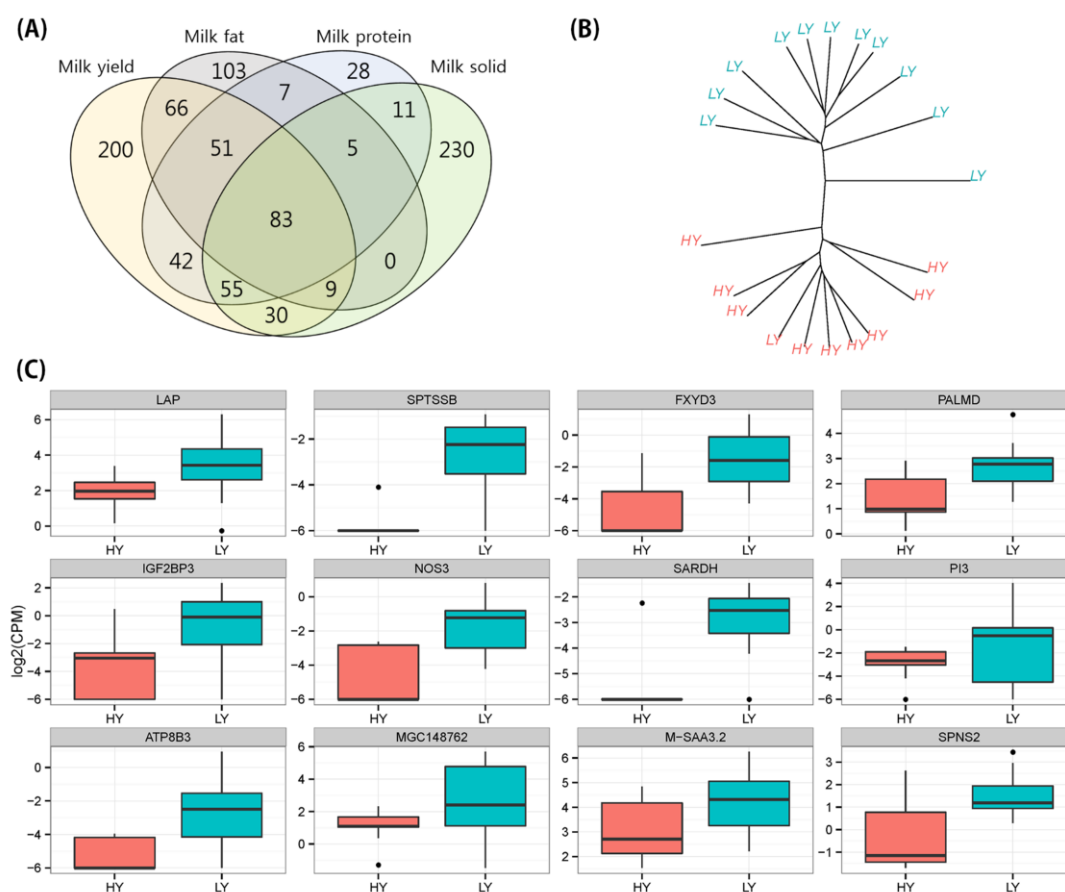 (A)
Milk fat Milk protein
Milk yield Milk solid
103 28
7
66 11
200 51 5 230
83
42 0
55 9
30
(B)
LY
LY
LY
LY
LY
LY
LY
LY
LY
LY
LY
HY
HY
HY
HY
HY
LY
HY
HY
HY
HY
(C)
log2(CPM)
LAP
6
4
2
0
HY LY
SPTSSB
−2
−4
−6
HY LY
FXYD3
0
−2
−4
−6
HY LY
PALMD
4
3
2
1
0
HY LY
IGF2BP3
2
0
−2
−4
−6
HY LY
NOS3
0
−2
−4
−6
HY LY
SARDH
−2
−3
−4
−5
−6
HY LY
PI3
4
2
0
−2
−4
−6
HY LY
ATP8B3
0
−2
−4
−6
HY LY
MGC148762
6
4
2
0
HY LY
M−SAA3.2
6
5
4
3
2
HY LY
SPNS2
3
2
1
0
−1
HY LY